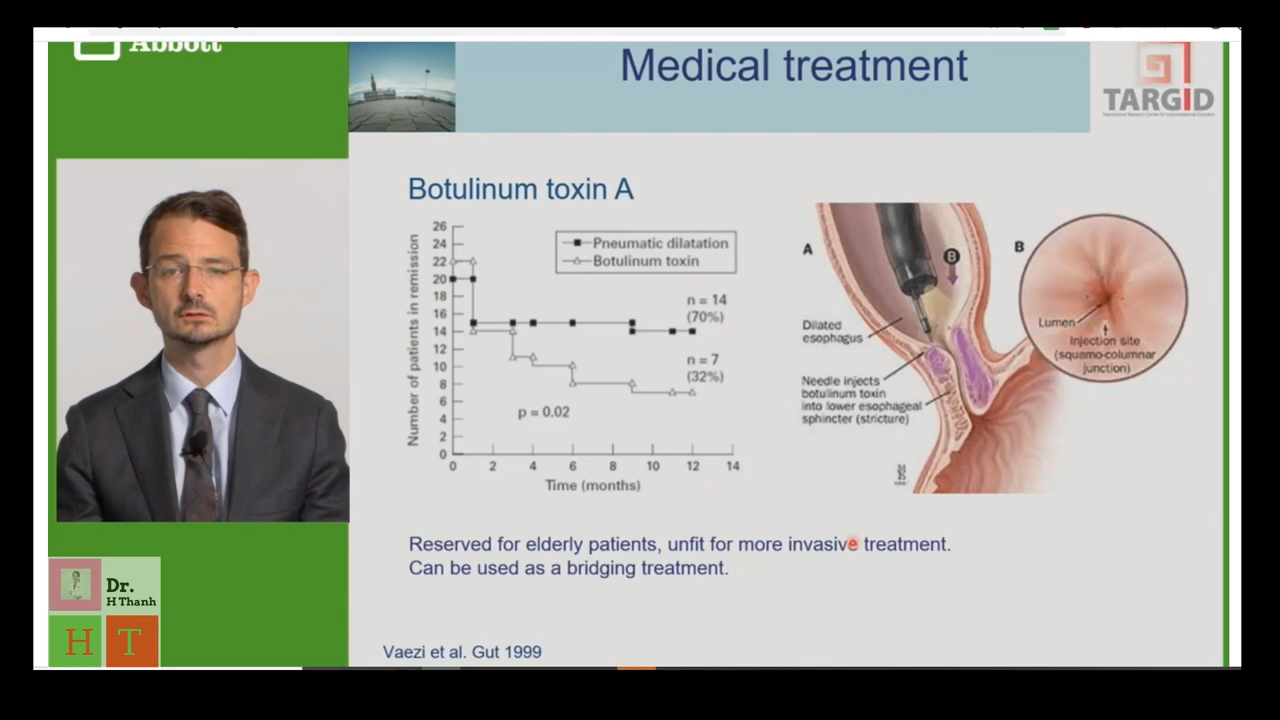 Abbott
Medical treatment
TARGID
Botulinum toxin A
Number of patients in remission
26
24
22
20
18
16
14
12
10
8
6
4
2
0
Pneumatic dilatation
Botulinum toxin
n = 14
(70%)
n = 7
(32%)
p = 0.02
0 2 4 6 8 10 12 14
Time (months)
A
B
B
Dilated
esophagus
Needle injects
botulinum toxin
into lower esophageal
sphincter (stricture)
Lumen
Injection site
(squamo-columnar
junction)
Reserved for elderly patients, unfit for more invasive treatment.
Can be used as a bridging treatment.
Dr.
H Thanh
H T
Vaezi et al. Gut 1999